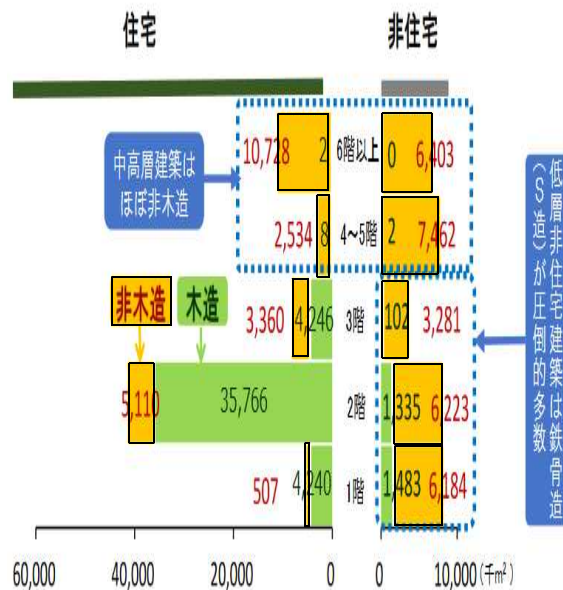 住宅
非住宅
中高層建築は
ほぼ非木造
10,728
2
6階以上
0
6,403
2,534
8
4～5階
2
7,462
非木造
木造
3,360
4,246
3階
102
3,281
5,110
35,766
2階
1,335
6,223
507
4,240
1階
1,483
6,184
低層非住宅建築は鉄骨造
（S造）が圧倒的多数
60,000
40,000
20,000
0
0
10,000
(千m²)